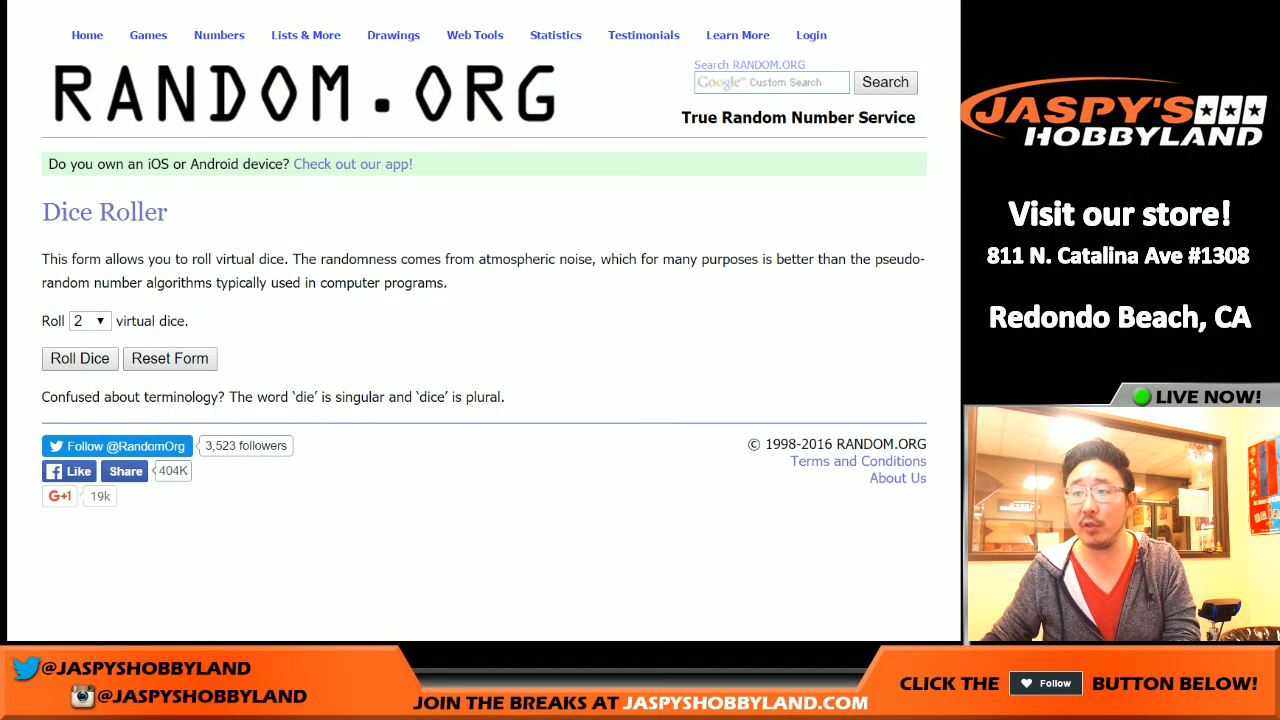 Home Games Numbers Lists & More Drawings Web Tools Statistics Testimonials Learn More Login
RANDOM.ORG
Search RANDOM.ORG
Google™ Custom Search Search
True Random Number Service
Do you own an iOS or Android device? Check out our app!
Dice Roller
This form allows you to roll virtual dice. The randomness comes from atmospheric noise, which for many purposes is better than the pseudo-
random number algorithms typically used in computer programs.
Roll 2 virtual dice.
Roll Dice Reset Form
Confused about terminology? The word ‘die’ is singular and ‘dice’ is plural.
Follow @RandomOrg 3,523 followers
Like Share 404K
G+1 19k
© 1998-2016 RANDOM.ORG
Terms and Conditions
About Us
JASPY'S
HOBBYLAND
Visit our store!
811 N. Catalina Ave #1308
Redondo Beach, CA
LIVE NOW!
@JASPYSHOBBYLAND
@JASPYSHOBBYLAND
JOIN THE BREAKS AT JASPYSHOBBYLAND.COM
CLICK THE Follow BUTTON BELOW!